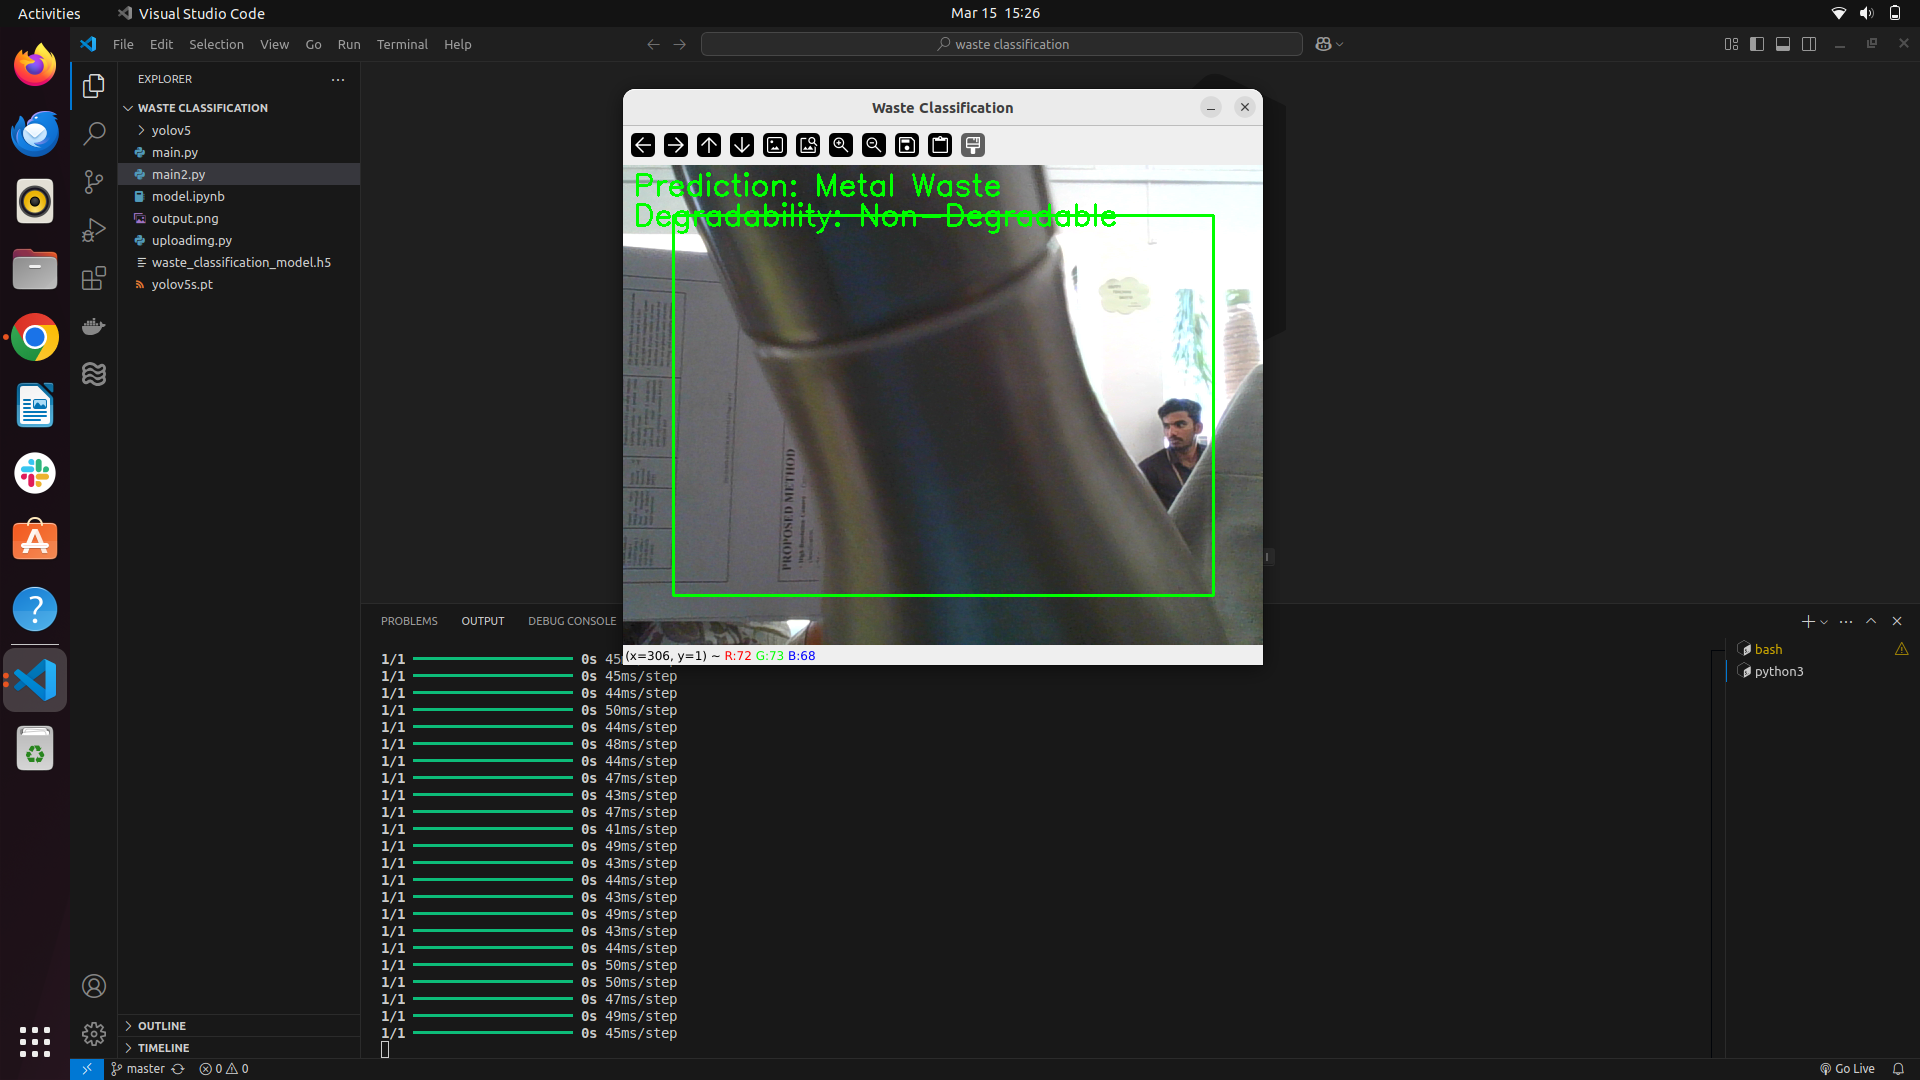 Activities
Visual Studio Code
Mar 15 15:26
File Edit Selection View Go Run Terminal Help
waste classification
EXPLORER
WASTE CLASSIFICATION
yolov5
main.py
main2.py
model.ipynb
output.png
uploadimg.py
waste_classification_model.h5
yolov5s.pt
OUTLINE
TIMELINE
Waste Classification
Prediction: Metal Waste
Degradability: Non-Degradable
PROPOSED METHOD
(x=306, y=1) ~ R:72 G:73 B:68
PROBLEMS OUTPUT DEBUG CONSOLE
bash
python3
1/1 0s 45
1/1 0s 45ms/step
1/1 0s 44ms/step
1/1 0s 50ms/step
1/1 0s 44ms/step
1/1 0s 48ms/step
1/1 0s 44ms/step
1/1 0s 47ms/step
1/1 0s 43ms/step
1/1 0s 47ms/step
1/1 0s 41ms/step
1/1 0s 49ms/step
1/1 0s 43ms/step
1/1 0s 44ms/step
1/1 0s 43ms/step
1/1 0s 49ms/step
1/1 0s 43ms/step
1/1 0s 44ms/step
1/1 0s 50ms/step
1/1 0s 50ms/step
1/1 0s 47ms/step
1/1 0s 49ms/step
1/1 0s 45ms/step
master 0 0
Go Live